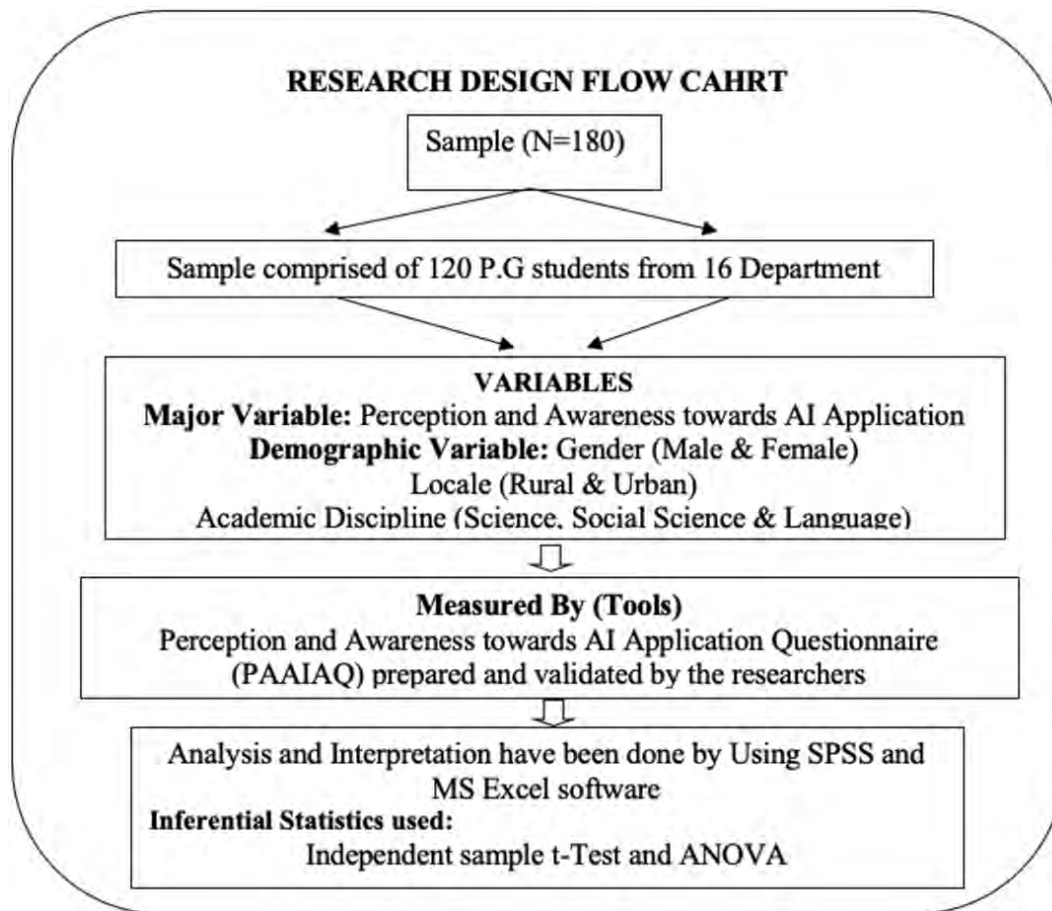 RESEARCH DESIGN FLOW CAHRT
Sample (N=180)
Sample comprised of 120 P.G students from 16 Department
VARIABLES
Major Variable: Perception and Awareness towards AI Application
Demographic Variable: Gender (Male & Female)
Locale (Rural & Urban)
Academic Discipline (Science, Social Science & Language)
Measured By (Tools)
Perception and Awareness towards AI Application Questionnaire
(PAAIAQ) prepared and validated by the researchers
Analysis and Interpretation have been done by Using SPSS and
MS Excel software
Inferential Statistics used:
Independent sample t-Test and ANOVA